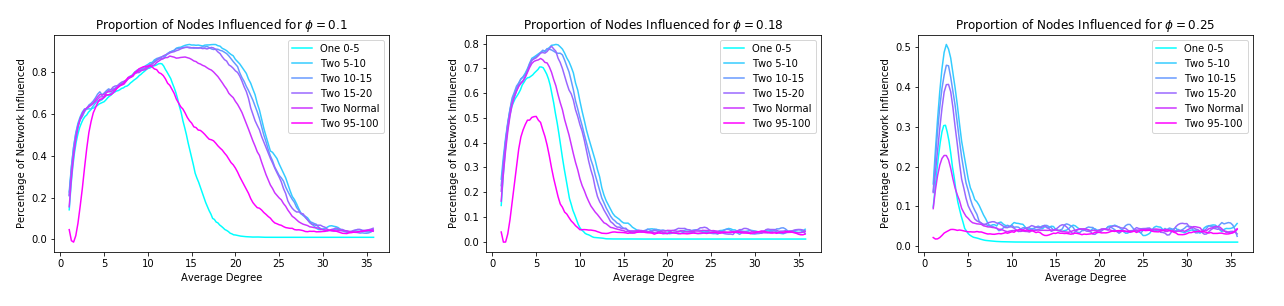 Proportion of Nodes Influenced for ϕ = 0.1
Percentage of Network Influenced
0.8
0.6
0.4
0.2
0.0
0 5 10 15 20 25 30 35
Average Degree
One 0-5
Two 5-10
Two 10-15
Two 15-20
Two Normal
Two 95-100
Proportion of Nodes Influenced for ϕ = 0.18
Percentage of Network Influenced
0.8
0.7
0.6
0.5
0.4
0.3
0.2
0.1
0.0
0 5 10 15 20 25 30 35
Average Degree
One 0-5
Two 5-10
Two 10-15
Two 15-20
Two Normal
Two 95-100
Proportion of Nodes Influenced for ϕ = 0.25
Percentage of Network Influenced
0.5
0.4
0.3
0.2
0.1
0.0
0 5 10 15 20 25 30 35
Average Degree
One 0-5
Two 5-10
Two 10-15
Two 15-20
Two Normal
Two 95-100